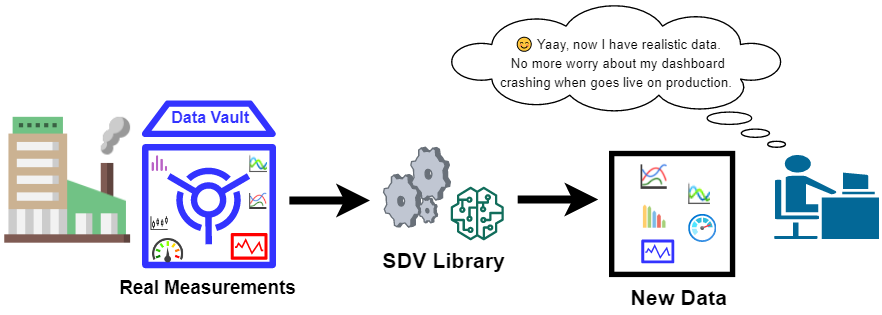 😊 Yaay, now I have realistic data.
No more worry about my dashboard
crashing when goes live on production.
Data Vault
Real Measurements
SDV Library
New Data